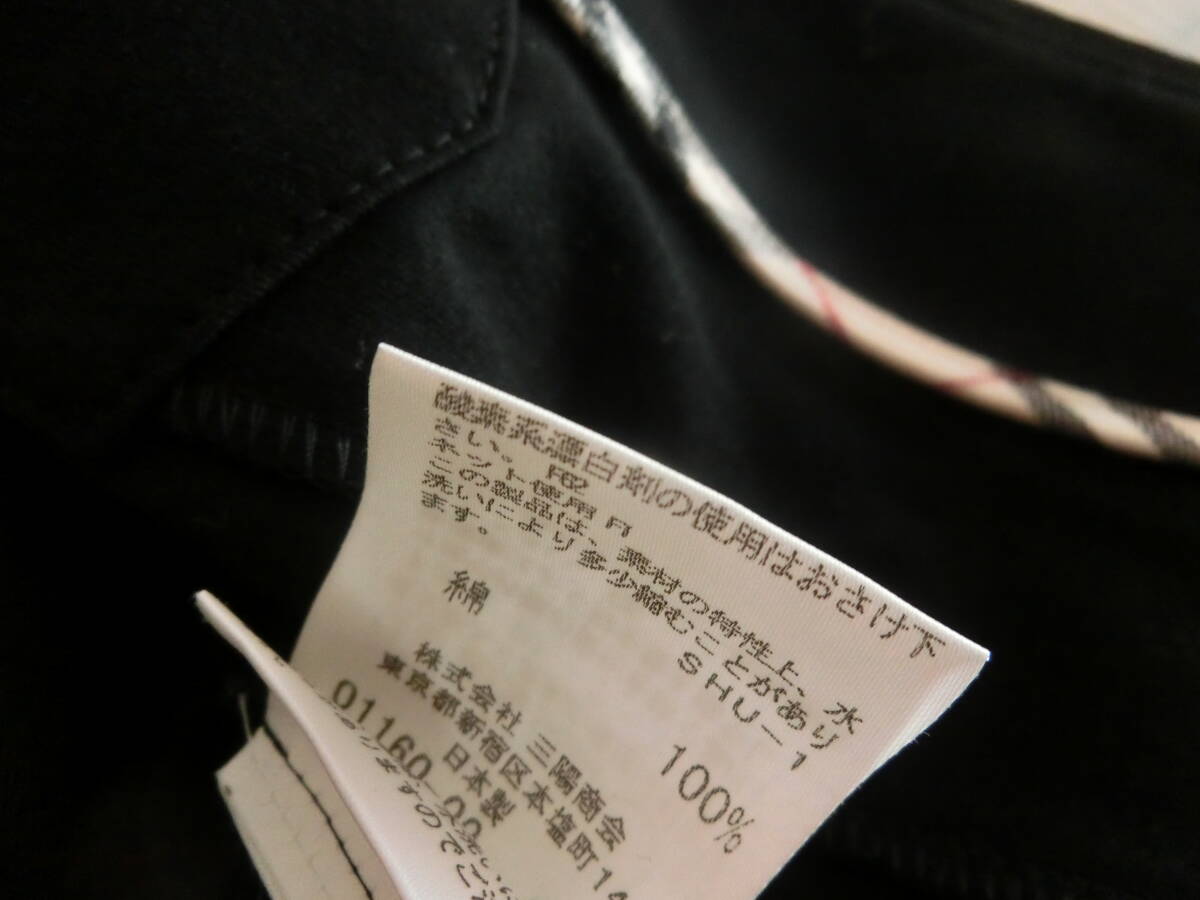 酸素系漂白剤の使用はおさけ下
さい。 FB2
ネット使用 R
この製品は、素材の特性上、水
洗いにより多少縮むことがあり
ます。
SHU-1
綿 100%
株式会社 三陽商会
東京都新宿区本塩町14
日本製
01160